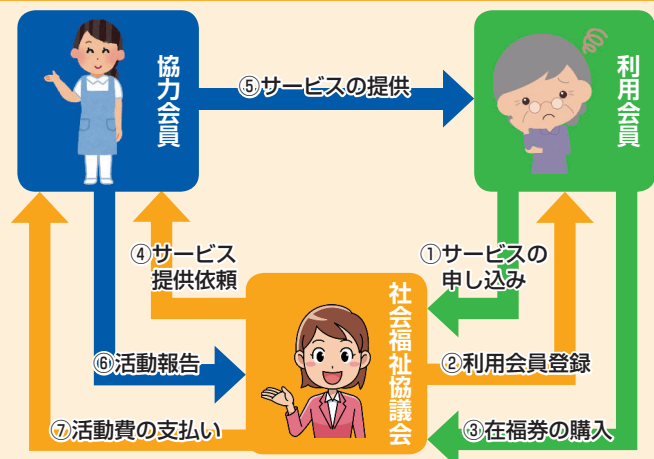 協力会員
⑤サービスの提供
利用会員
④サービス
提供依頼
①サービスの
申し込み
社会福祉協議会
⑥活動報告
②利用会員登録
⑦活動費の支払い
③在福券の購入